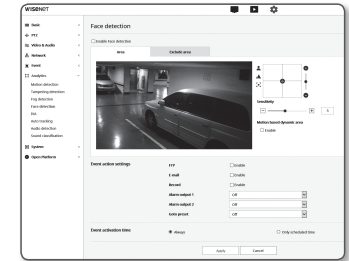 WISENET
Basic
PTZ
Video & Audio
Network
Event
Analytics
Motion detection
Tampering detection
Fog detection
Face detection
IVA
Auto tracking
Audio detection
Sound classification
System
Open Platform
Face detection
Enable Face detection
Area
Exclude area
Sensitivity
5
Motion based dynamic area
Enable
Event action settings
FTP
Enable
E-mail
Enable
Record
Enable
Alarm output 1
Off
Alarm output 2
Off
Goto preset
Off
Event activation time
Always
Only scheduled time
Apply
Cancel